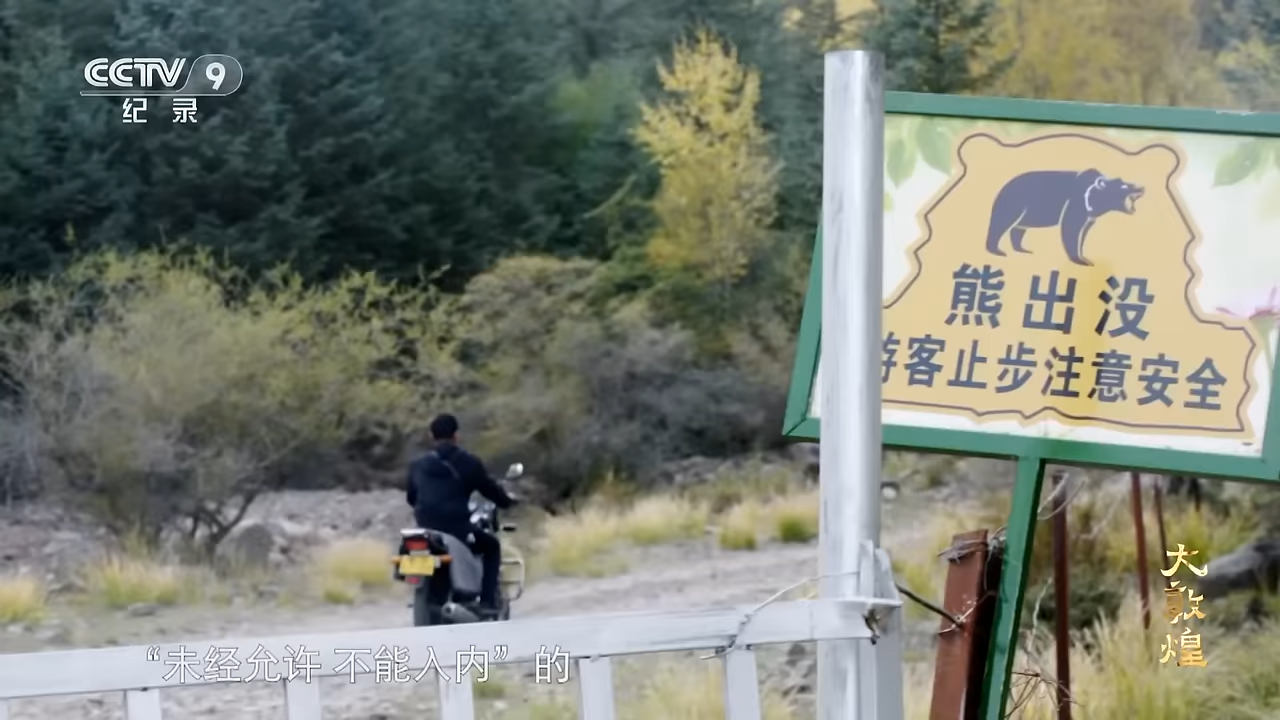 CCTV 9
纪录
熊出没
游客止步注意安全
大敦煌
“未经允许 不能入内”的